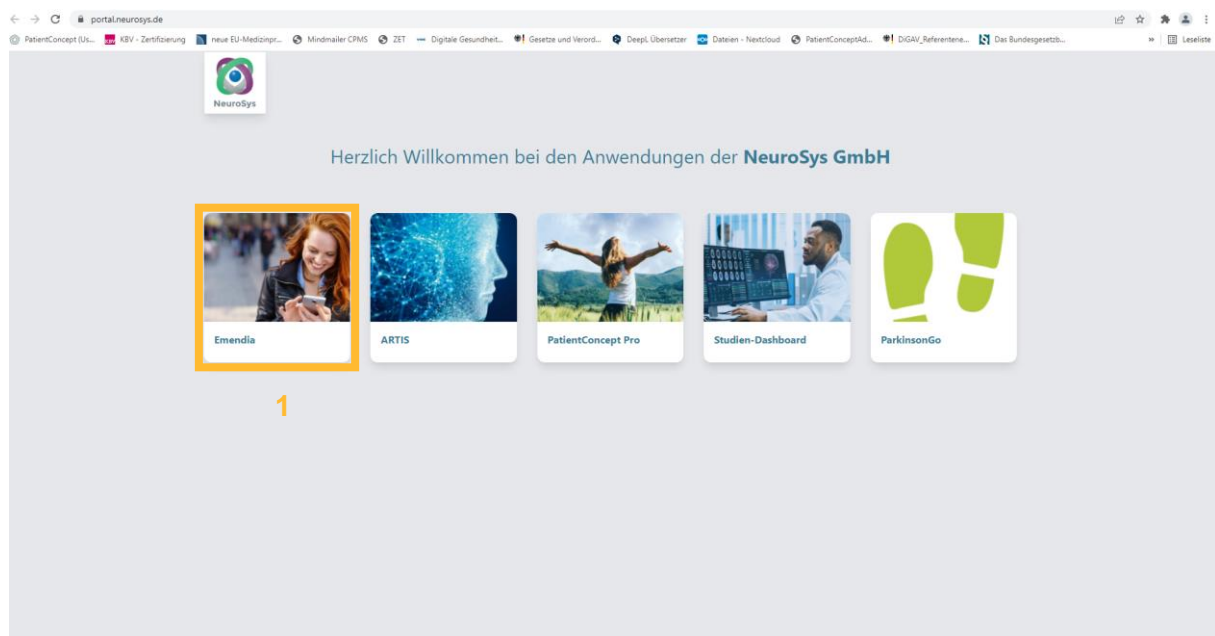 portal.neurosys.de
PatientConcept (Us... KBV - Zertifizierung neue EU-Medizinpr... Mindmailer CPMS ZET Digitale Gesundheit... Gesetze und Verord... DeepL Übersetzer Dateien - Nextcloud PatientConceptAd... DiGAV_Referentene... Das Bundesgesetzb... » Leseliste
NeuroSys
Herzlich Willkommen bei den Anwendungen der NeuroSys GmbH
Emendia ARTIS PatientConcept Pro Studien-Dashboard ParkinsonGo
1